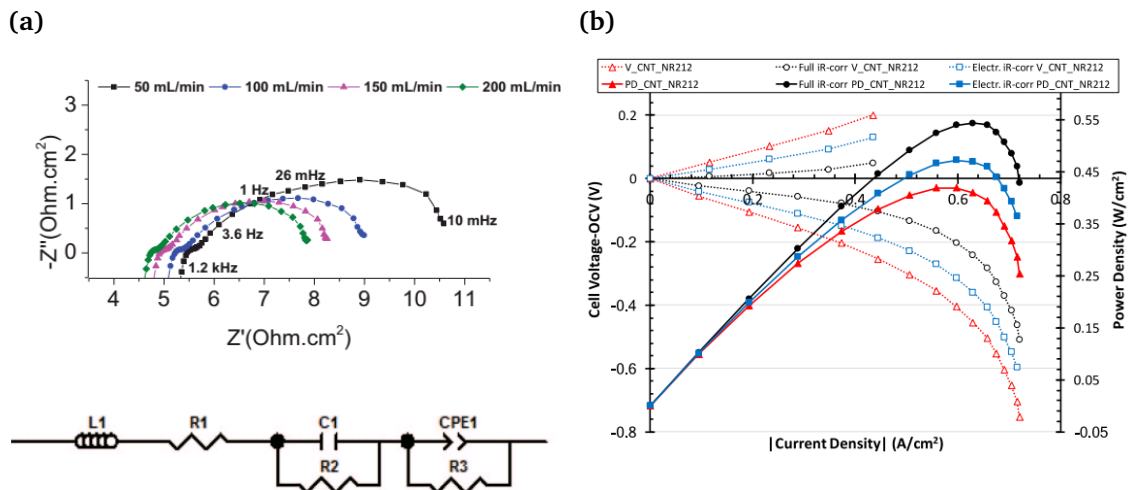 (a)
50 mL/min 100 mL/min 150 mL/min 200 mL/min
-Z''(Ohm.cm²)
3
2
1
0
26 mHz
1 Hz
10 mHz
3.6 Hz
1.2 kHz
4 5 6 7 8 9 10 11
Z'(Ohm.cm²)
L1 R1 C1 CPE1
R2 R3
(b)
V_CNT_NR212 Full iR-corr V_CNT_NR212 Electr. iR-corr V_CNT_NR212
PD_CNT_NR212 Full iR-corr PD_CNT_NR212 Electr. iR-corr PD_CNT_NR212
Cell Voltage-OCV (V)
0.2
0
-0.2
-0.4
-0.6
-0.8
0 0.2 0.4 0.6 0.8
|Current Density| (A/cm²)
0.55
0.45
0.35
0.25
0.15
0.05
-0.05
Power Density (W/cm²)